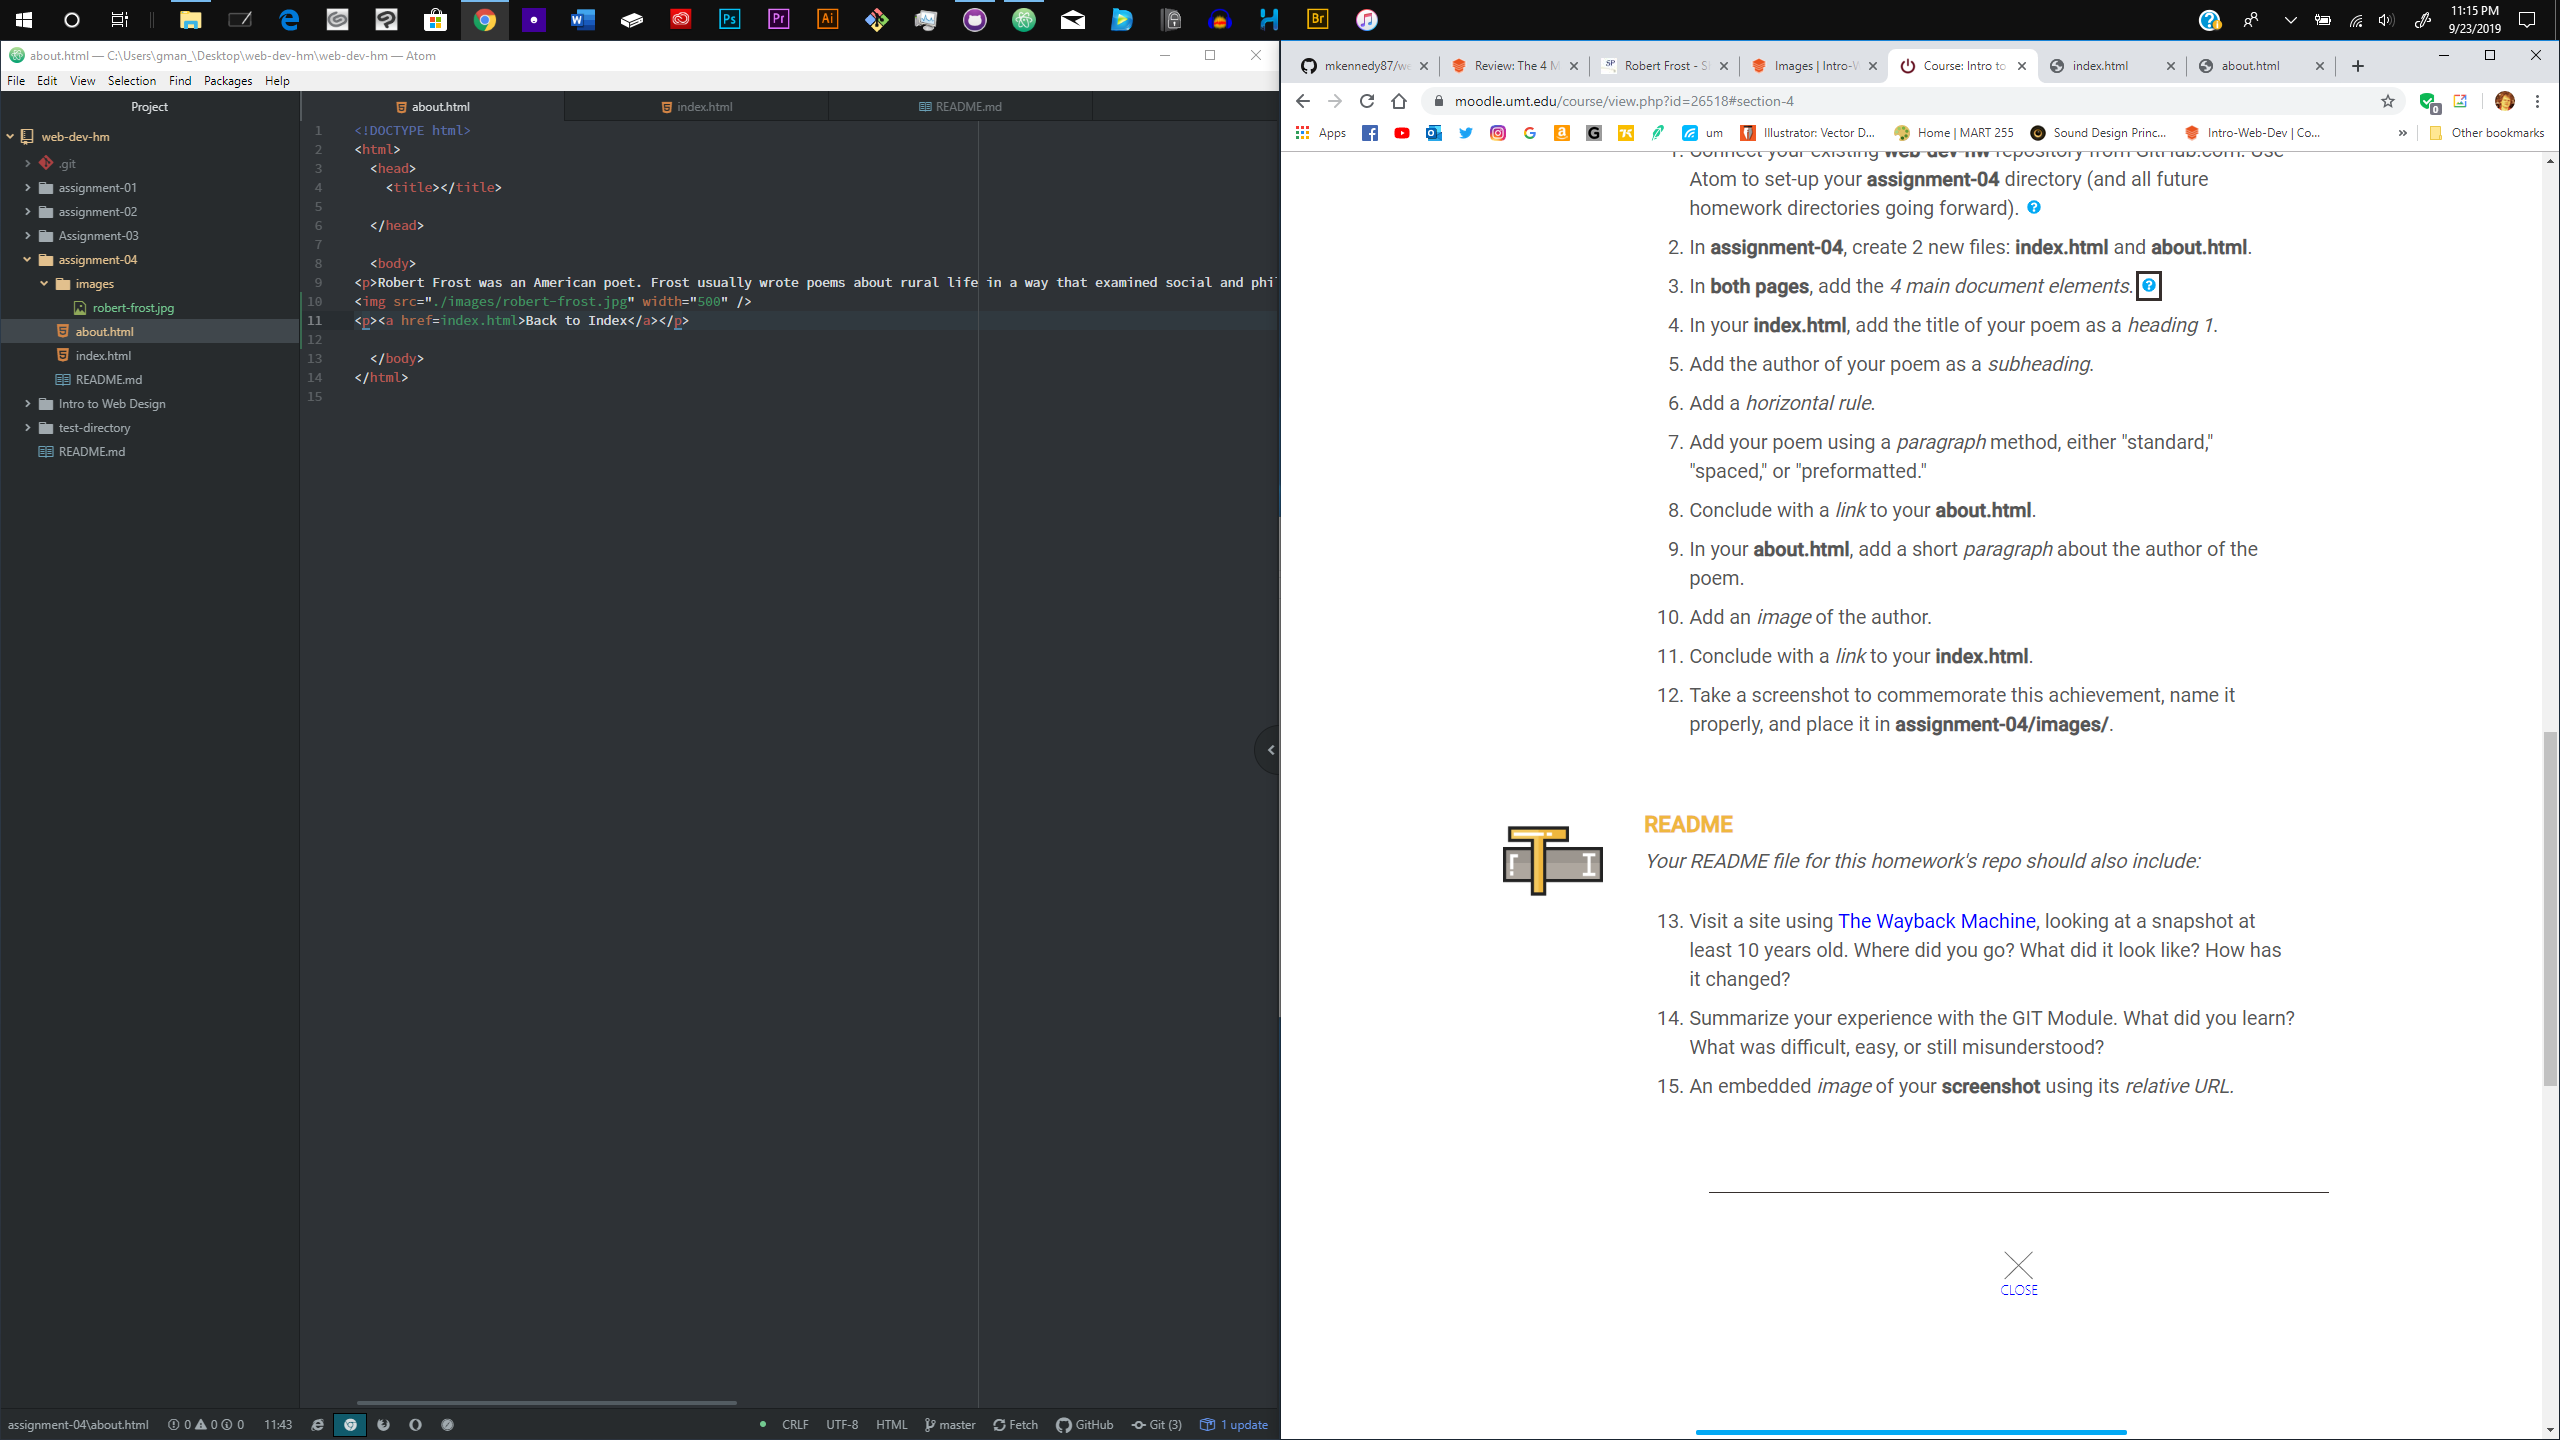 11:15 PM
9/23/2019
about.html — C:\Users\gman_\Desktop\web-dev-hm\web-dev-hm — Atom
File Edit View Selection Find Packages Help
Project
web-dev-hm
.git
assignment-01
assignment-02
Assignment-03
assignment-04
images
robert-frost.jpg
about.html
index.html
README.md
Intro to Web Design
test-directory
README.md
about.html index.html README.md
1 <!DOCTYPE html>
2 <html>
3 <head>
4 <title></title>
5
6 </head>
7
8 <body>
9 <p>Robert Frost was an American poet. Frost usually wrote poems about rural life in a way that examined social and phi
10 <img src="./images/robert-frost.jpg" width="500" />
11 <p><a href=index.html>Back to Index</a></p>
12
13 </body>
14 </html>
15
assignment-04\about.html 0 0 0 11:43 CRLF UTF-8 HTML master Fetch GitHub Git (3) 1 update
mkennedy87/we Review: The 4 M Robert Frost - S Images | Intro-W Course: Intro to index.html about.html
moodle.umt.edu/course/view.php?id=26518#section-4
Apps um Illustrator: Vector D... Home | MART 255 Sound Design Princ... Intro-Web-Dev | Co... » Other bookmarks
1. Connect your existing web-dev-hw repository from GitHub.com. Use
Atom to set-up your assignment-04 directory (and all future
homework directories going forward).
2. In assignment-04, create 2 new files: index.html and about.html.
3. In both pages, add the 4 main document elements.
4. In your index.html, add the title of your poem as a heading 1.
5. Add the author of your poem as a subheading.
6. Add a horizontal rule.
7. Add your poem using a paragraph method, either "standard,"
"spaced," or "preformatted."
8. Conclude with a link to your about.html.
9. In your about.html, add a short paragraph about the author of the
poem.
10. Add an image of the author.
11. Conclude with a link to your index.html.
12. Take a screenshot to commemorate this achievement, name it
properly, and place it in assignment-04/images/.
README
Your README file for this homework's repo should also include:
13. Visit a site using The Wayback Machine, looking at a snapshot at
least 10 years old. Where did you go? What did it look like? How has
it changed?
14. Summarize your experience with the GIT Module. What did you learn?
What was difficult, easy, or still misunderstood?
15. An embedded image of your screenshot using its relative URL.
CLOSE